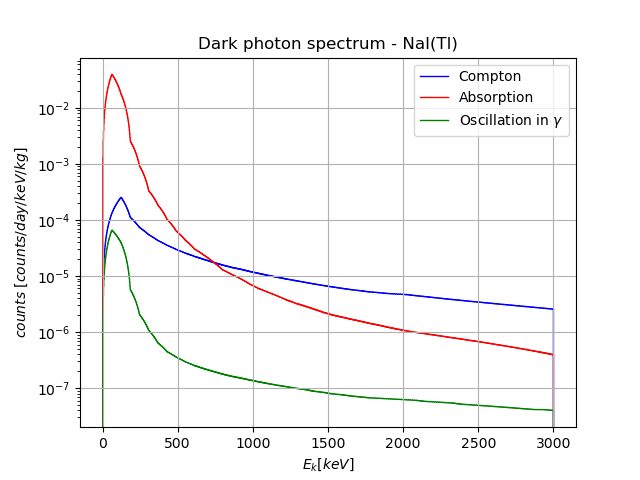 Dark photon spectrum - NaI(Tl)
Compton
Absorption
Oscillation in γ
counts [counts/day/keV/kg]
10⁻²
10⁻³
10⁻⁴
10⁻⁵
10⁻⁶
10⁻⁷
0 500 1000 1500 2000 2500 3000
Eₖ[keV]